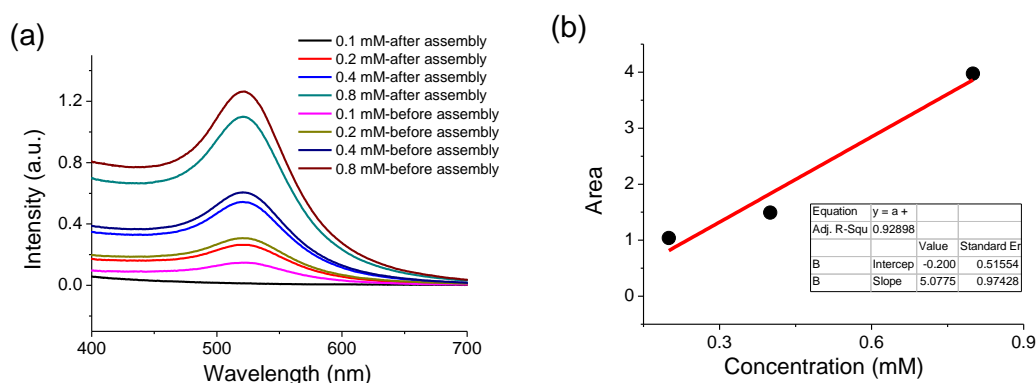 (a)
0.1 mM-after assembly
0.2 mM-after assembly
0.4 mM-after assembly
0.8 mM-after assembly
0.1 mM-before assembly
0.2 mM-before assembly
0.4 mM-before assembly
0.8 mM-before assembly
1.2
0.8
0.4
0.0
Intensity (a.u.)
400 500 600 700
Wavelength (nm)
(b)
4
3
2
1
0
Area
Equation y = a +
Adj. R-Squ 0.92898
Value Standard Er
B Intercep -0.200 0.51554
B Slope 5.0775 0.97428
0.3 0.6 0.9
Concentration (mM)